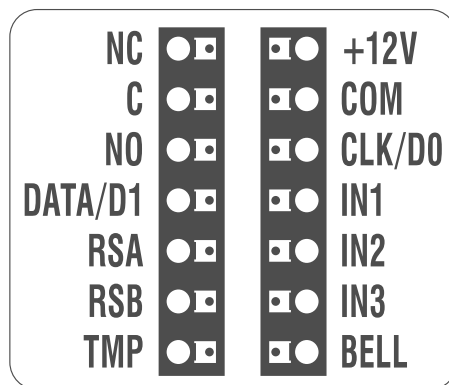 NC +12V
C COM
NO CLK/D0
DATA/D1 IN1
RSA IN2
RSB IN3
TMP BELL